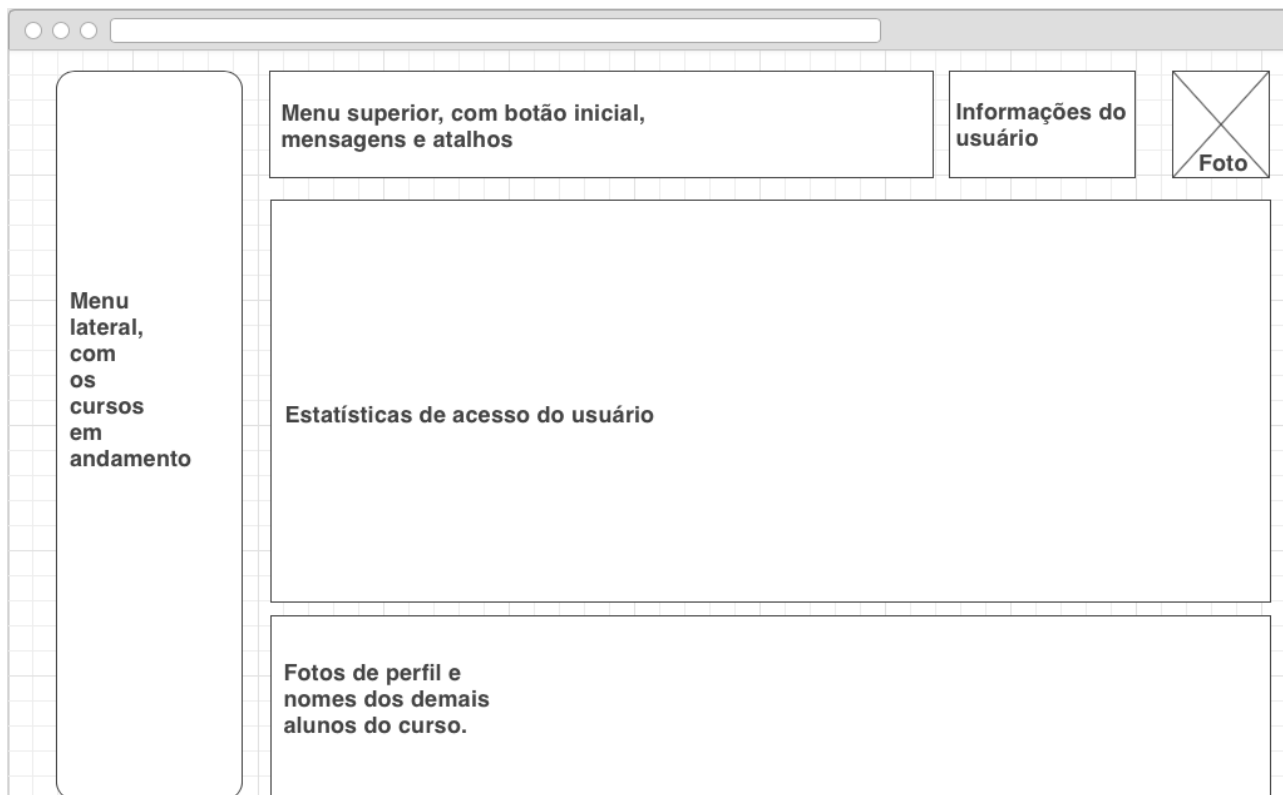 Menu superior, com botão inicial,
mensagens e atalhos
Informações do
usuário
Foto
Menu
lateral,
com
os
cursos
em
andamento
Estatísticas de acesso do usuário
Fotos de perfil e
nomes dos demais
alunos do curso.